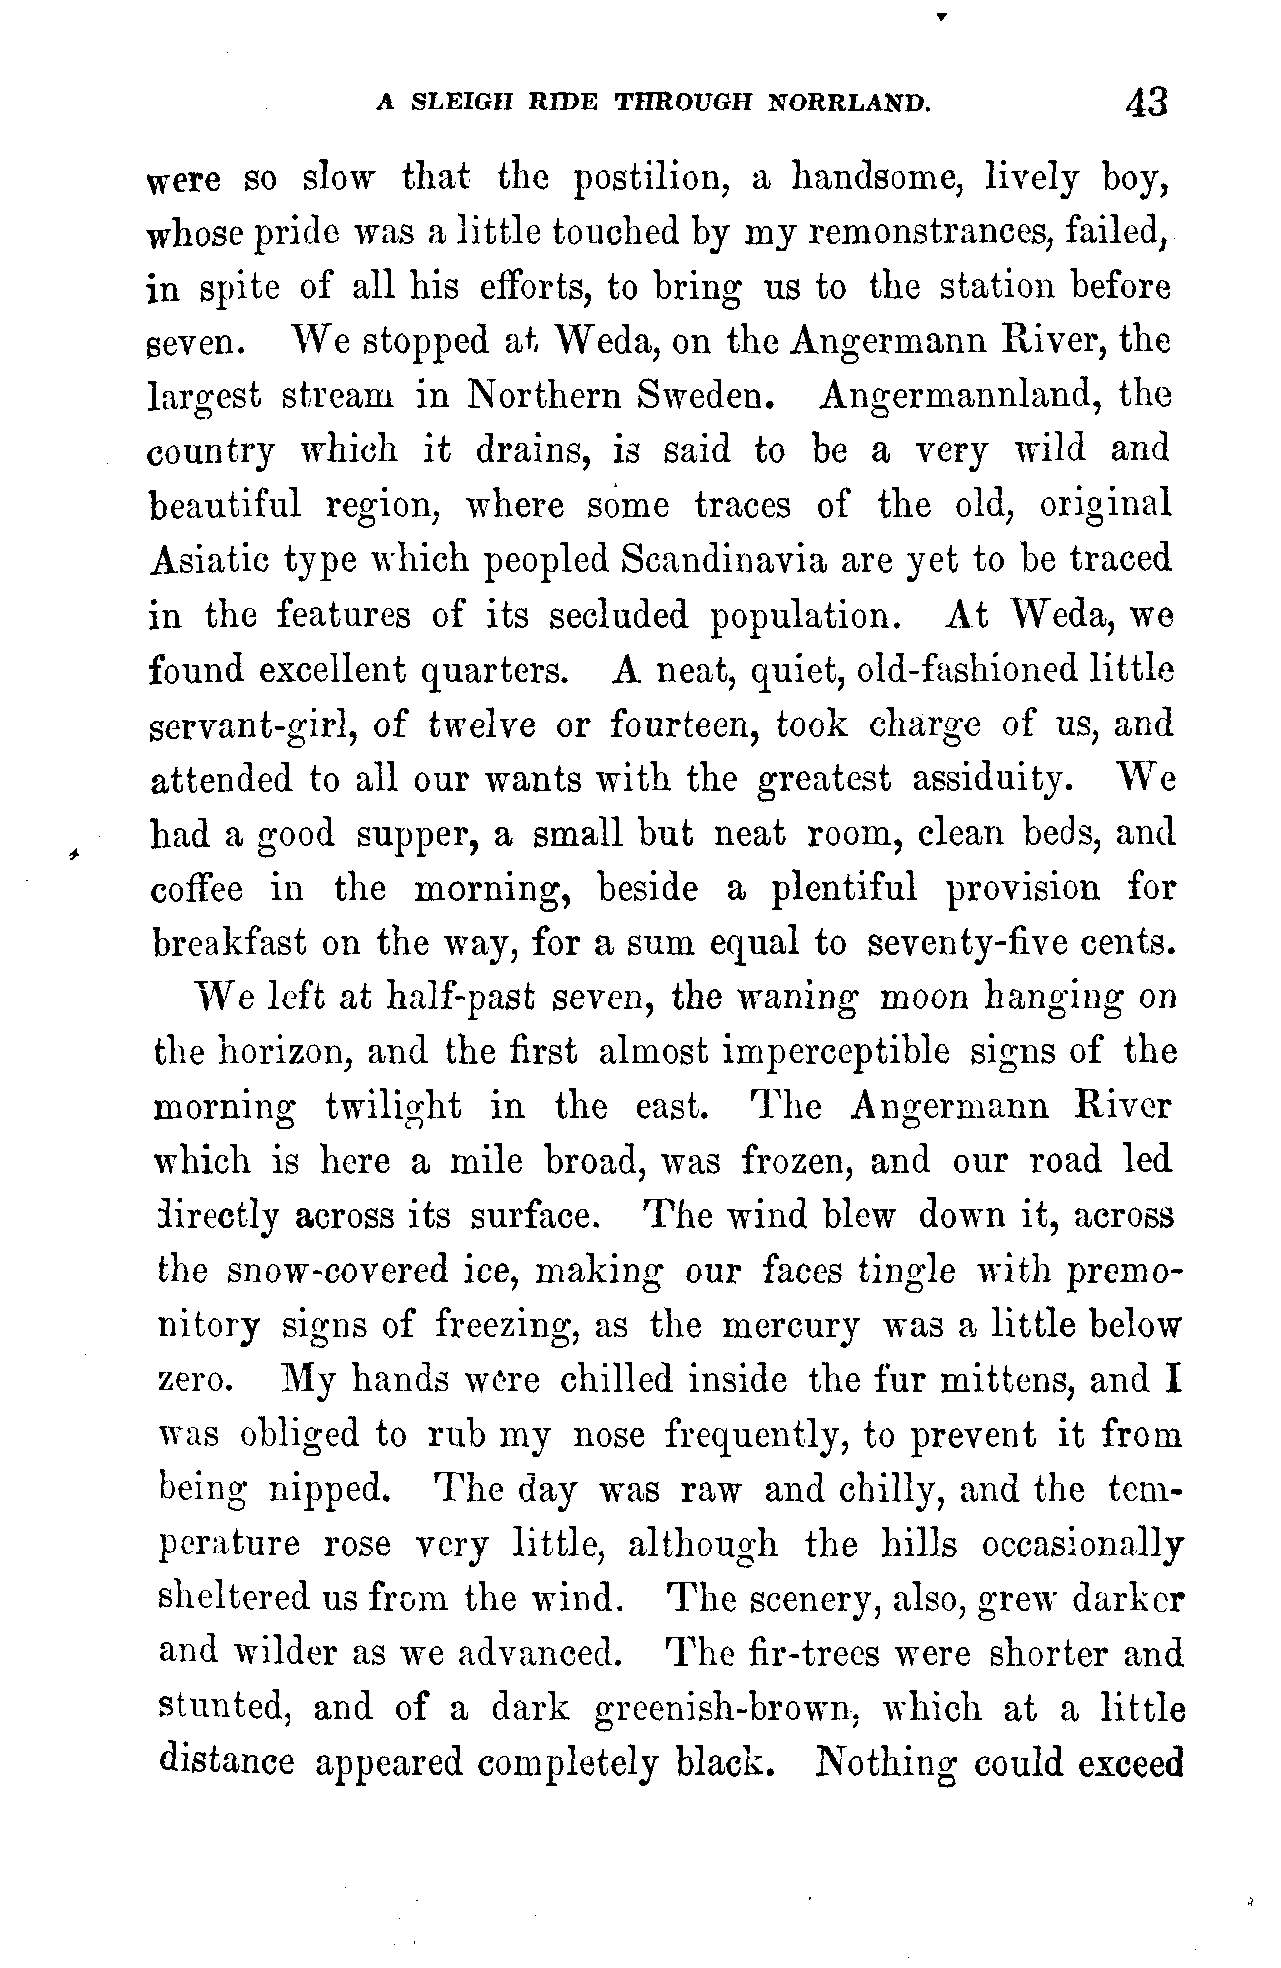 A SLEIGH RIDE THROUGH NORRLAND. 43
were so slow that the postilion, a handsome, lively boy,
whose pride was a little touched by my remonstrances, failed,
in spite of all his efforts, to bring us to the station before
seven. We stopped at Weda, on the Angermann River, the
largest stream in Northern Sweden. Angermannland, the
country which it drains, is said to be a very wild and
beautiful region, where some traces of the old, original
Asiatic type which peopled Scandinavia are yet to be traced
in the features of its secluded population. At Weda, we
found excellent quarters. A neat, quiet, old-fashioned little
servant-girl, of twelve or fourteen, took charge of us, and
attended to all our wants with the greatest assiduity. We
had a good supper, a small but neat room, clean beds, and
coffee in the morning, beside a plentiful provision for
breakfast on the way, for a sum equal to seventy-five cents.
We left at half-past seven, the waning moon hanging on
the horizon, and the first almost imperceptible signs of the
morning twilight in the east. The Angermann River
which is here a mile broad, was frozen, and our road led
directly across its surface. The wind blew down it, across
the snow-covered ice, making our faces tingle with premo-
nitory signs of freezing, as the mercury was a little below
zero. My hands were chilled inside the fur mittens, and I
was obliged to rub my nose frequently, to prevent it from
being nipped. The day was raw and chilly, and the tem-
perature rose very little, although the hills occasionally
sheltered us from the wind. The scenery, also, grew darker
and wilder as we advanced. The fir-trees were shorter and
stunted, and of a dark greenish-brown, which at a little
distance appeared completely black. Nothing could exceed